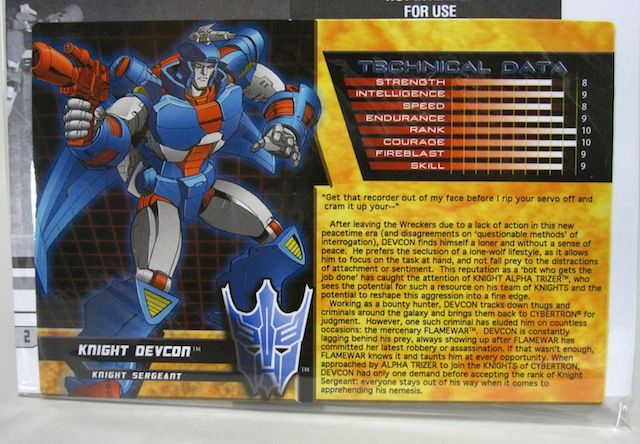 FOR USE
TECHNICAL DATA
STRENGTH 8
INTELLIGENCE 9
SPEED 8
ENDURANCE 9
RANK 10
COURAGE 10
FIREBLAST 9
SKILL 9
"Get that recorder out of my face before I rip your servo off and
cram it up your--"
After leaving the Wreckers due to a lack of action in this new
peacetime era (and disagreements on 'questionable methods' of
interrogation), DEVCON finds himself a loner and without a sense of
peace. He prefers the seclusion of a lone-wolf lifestyle, as it allows
him to focus on the task at hand, and not fall prey to the distractions
of attachment or sentiment. This reputation as a 'bot who gets the
job done' has caught the attention of KNIGHT ALPHA TRIZER™, who
sees the potential for such a resource on his team of KNIGHTS and the
potential to reshape this aggression into a fine edge.
Working as a bounty hunter, DEVCON tracks down thugs and
criminals around the galaxy and brings them back to CYBERTRON® for
judgment. However, one such criminal has eluded him on countless
occasions: the mercenary FLAMEWAR™. DEVCON is constantly
lagging behind his prey, always showing up after FLAMEWAR has
committed her latest robbery or assassination. If that wasn't enough,
FLAMEWAR knows it and taunts him at every opportunity. When
approached by ALPHA TRIZER to join the KNIGHTS of CYBERTRON,
DEVCON had only one demand before accepting the rank of Knight
Sergeant: everyone stays out of his way when it comes to
apprehending his nemesis.
KNIGHT DEVCON™
KNIGHT SERGEANT
TM
2